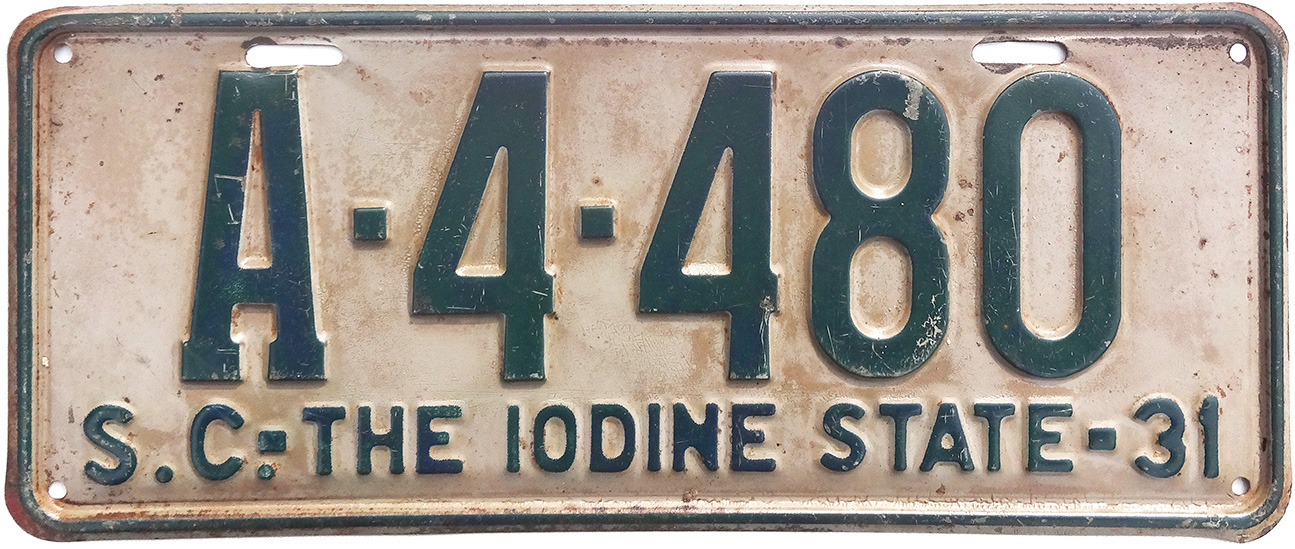 A-4-480
S.C.-THE IODINE STATE-31